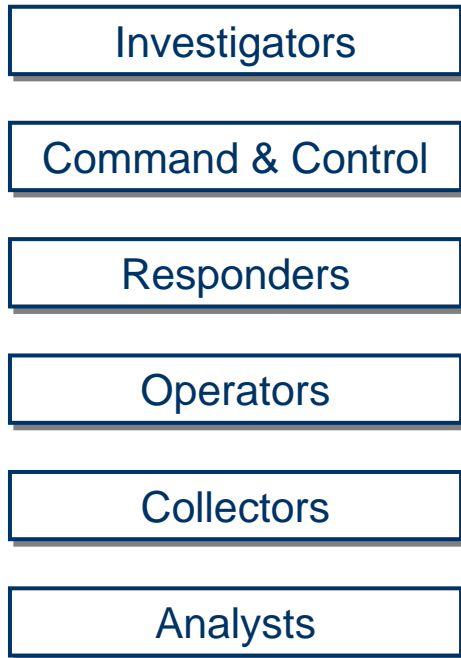 Investigators
Command & Control
Responders
Operators
Collectors
Analysts